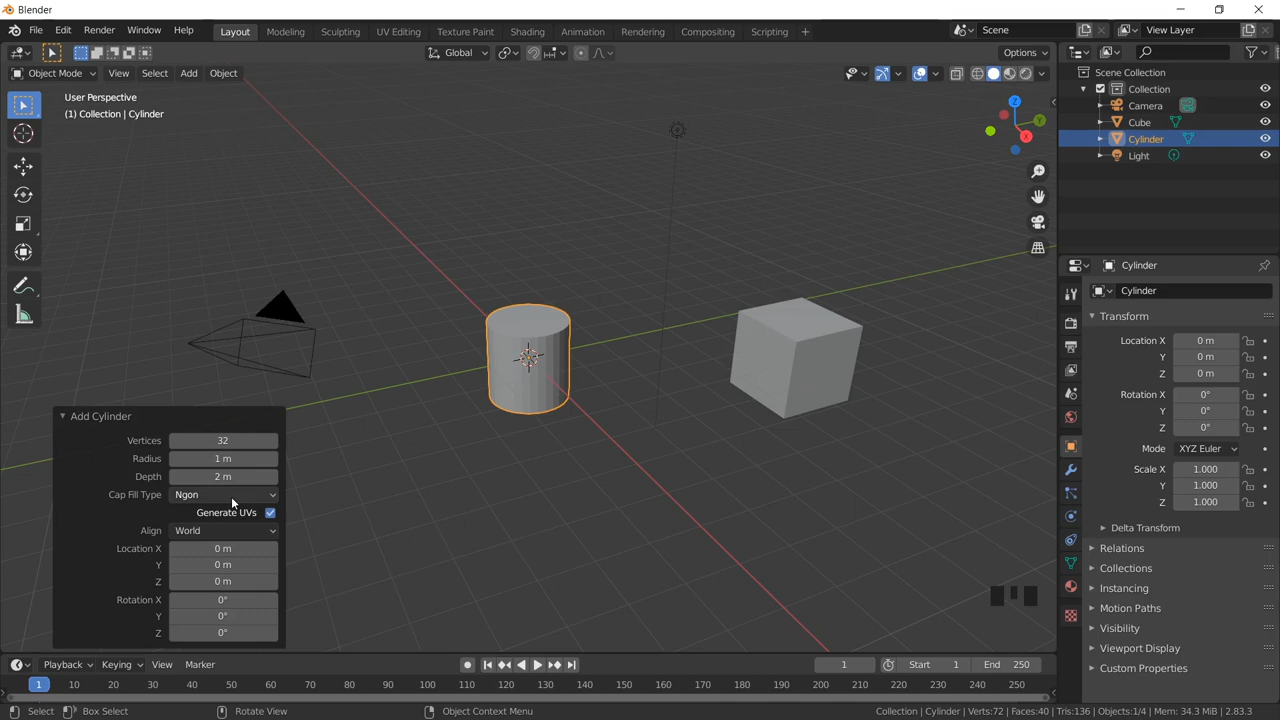 Blender
File Edit Render Window Help Layout Modeling Sculpting UV Editing Texture Paint Shading Animation Rendering Compositing Scripting + Scene View Layer
Global Options
Object Mode View Select Add Object
User Perspective
(1) Collection | Cylinder
Z
Y
X
Scene Collection
Collection
Camera
Cube
Cylinder
Light
Cylinder
Cylinder
Transform
Location X 0 m
Y 0 m
Z 0 m
Rotation X 0°
Y 0°
Z 0°
Mode XYZ Euler
Scale X 1.000
Y 1.000
Z 1.000
Delta Transform
Relations
Collections
Instancing
Motion Paths
Visibility
Viewport Display
Custom Properties
Add Cylinder
Vertices 32
Radius 1 m
Depth 2 m
Cap Fill Type Ngon
Generate UVs
Align World
Location X 0 m
Y 0 m
Z 0 m
Rotation X 0°
Y 0°
Z 0°
Playback Keying View Marker 1 Start 1 End 250
1 10 20 30 40 50 60 70 80 90 100 110 120 130 140 150 160 170 180 190 200 210 220 230 240 250
Select Box Select Rotate View Object Context Menu Collection | Cylinder | Verts:72 | Faces:40 | Tris:136 | Objects:1/4 | Mem: 34.3 MiB | 2.83.3